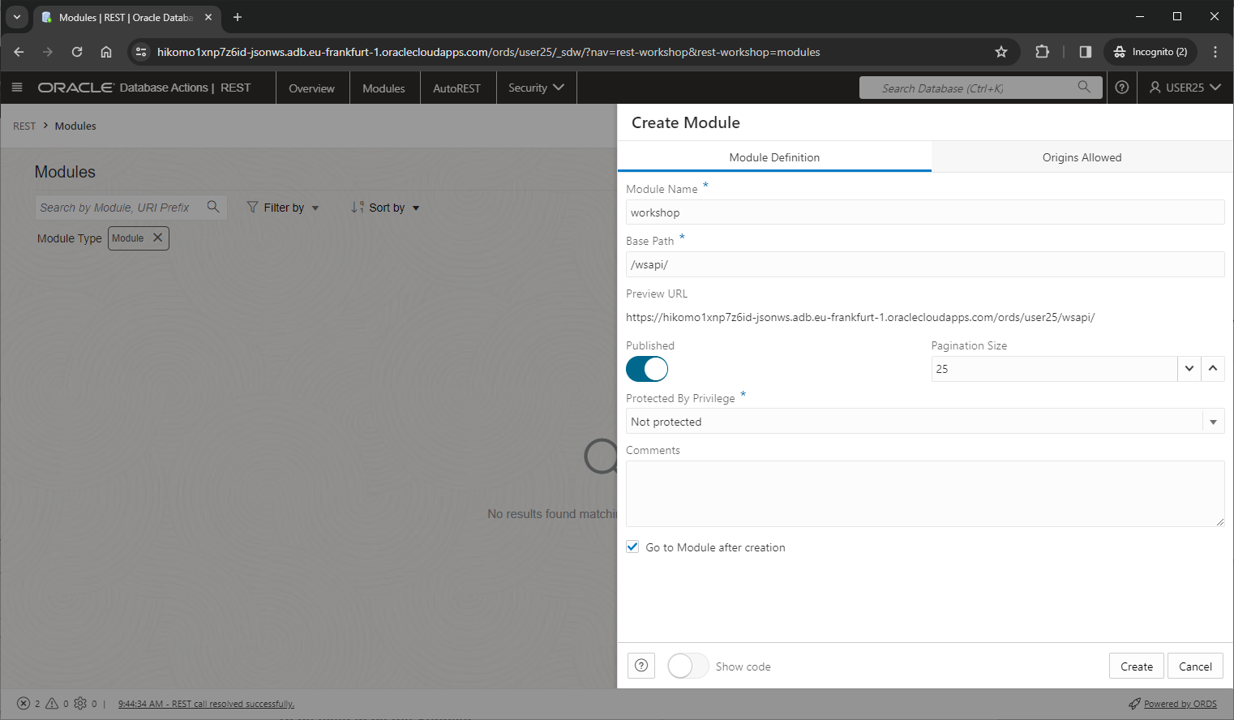 Modules | REST | Oracle Databa
hikomo1xnp7z6id-jsonws.adb.eu-frankfurt-1.oraclecloudapps.com/ords/user25/_sdw/?nav=rest-workshop&rest-workshop=modules
Incognito (2)
ORACLE Database Actions | REST
Overview
Modules
AutoREST
Security
Search Database (Ctrl+K)
USER25
REST > Modules
Modules
Search by Module, URI Prefix
Filter by
Sort by
Module Type
Module
No results found matchin
Create Module
Module Definition
Origins Allowed
Module Name *
workshop
Base Path *
/wsapi/
Preview URL
https://hikomo1xnp7z6id-jsonws.adb.eu-frankfurt-1.oraclecloudapps.com/ords/user25/wsapi/
Published
Pagination Size
25
Protected By Privilege *
Not protected
Comments
Go to Module after creation
Show code
Create
Cancel
2 0 0 | 9:44:34 AM - REST call resolved successfully.
Powered by ORDS